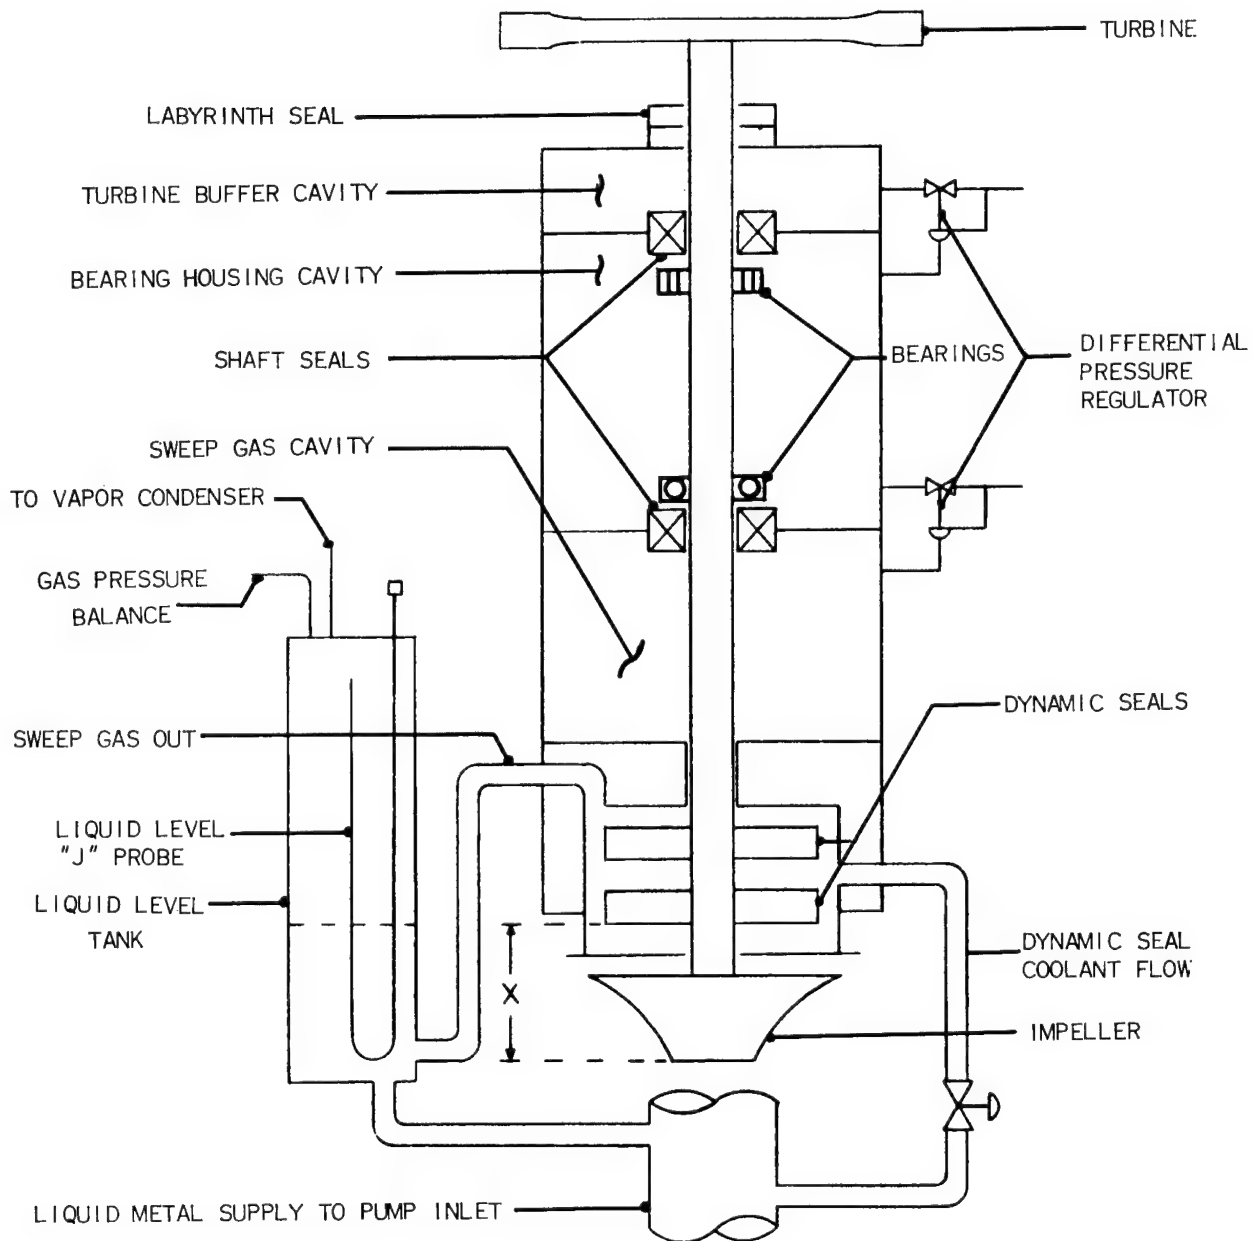 TURBINE
LABYRINTH SEAL
TURBINE BUFFER CAVITY
BEARING HOUSING CAVITY
SHAFT SEALS
BEARINGS
DIFFERENTIAL
PRESSURE
REGULATOR
SWEEP GAS CAVITY
TO VAPOR CONDENSER
GAS PRESSURE
BALANCE
DYNAMIC SEALS
SWEEP GAS OUT
LIQUID LEVEL
"J" PROBE
LIQUID LEVEL
TANK
X
DYNAMIC SEAL
COOLANT FLOW
IMPELLER
LIQUID METAL SUPPLY TO PUMP INLET